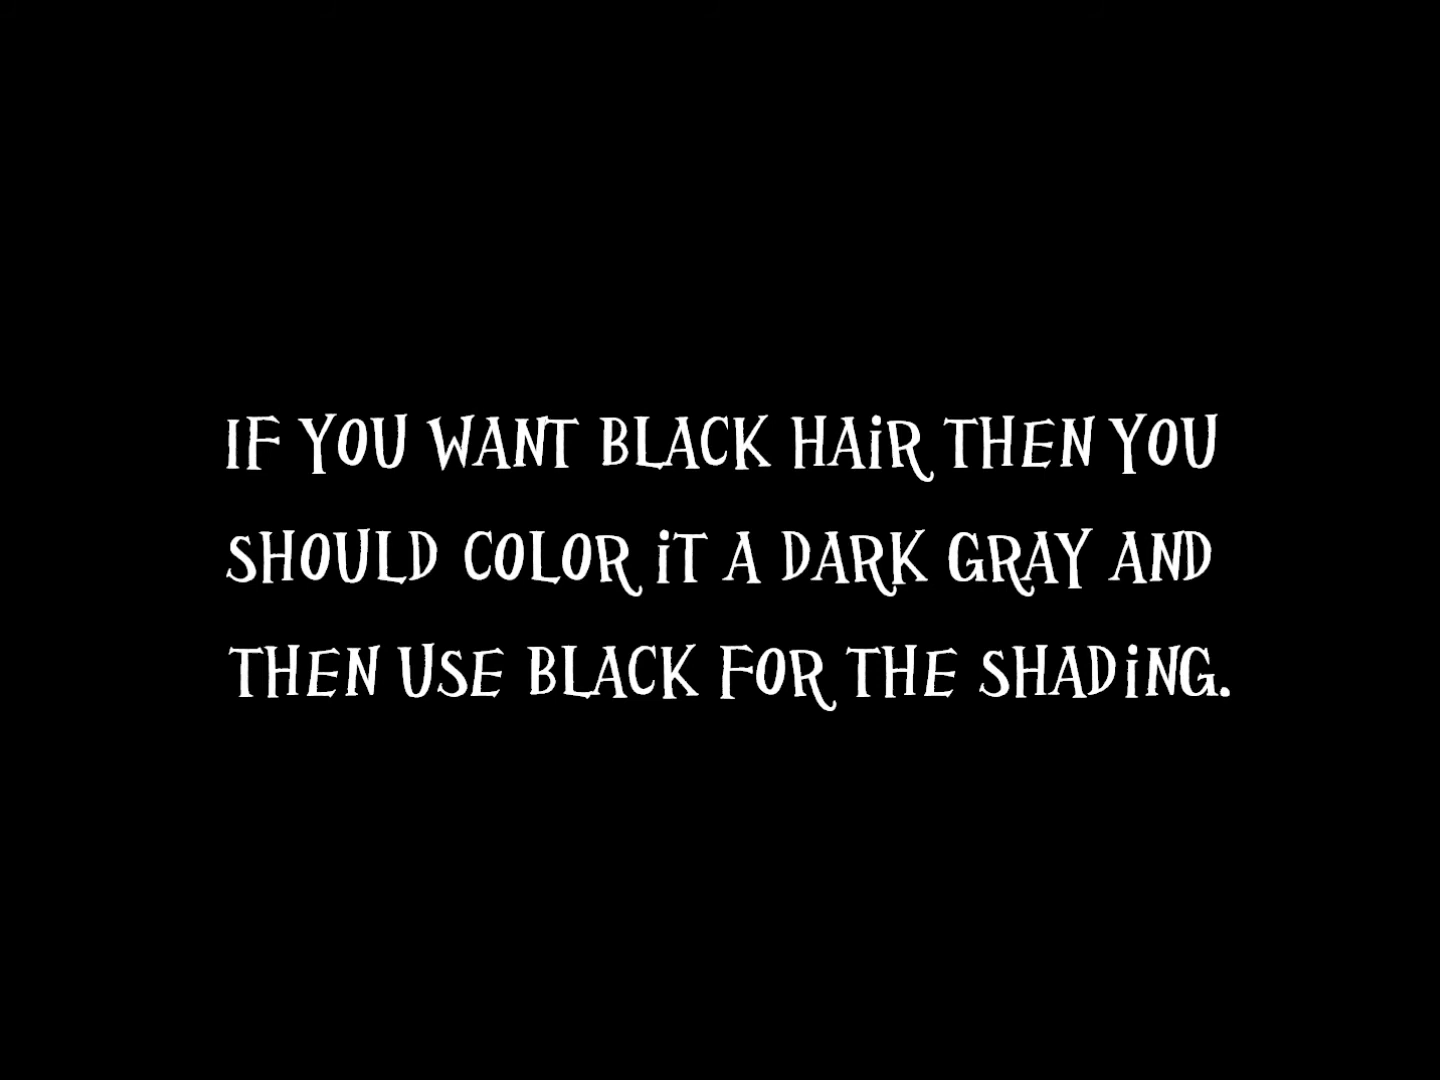 IF YOU WANT BLACK HAiR THEN YOU
SHOULD COLOR iT A DARK GRAY AND
THEN USE BLACK FOR THE SHADiNG.